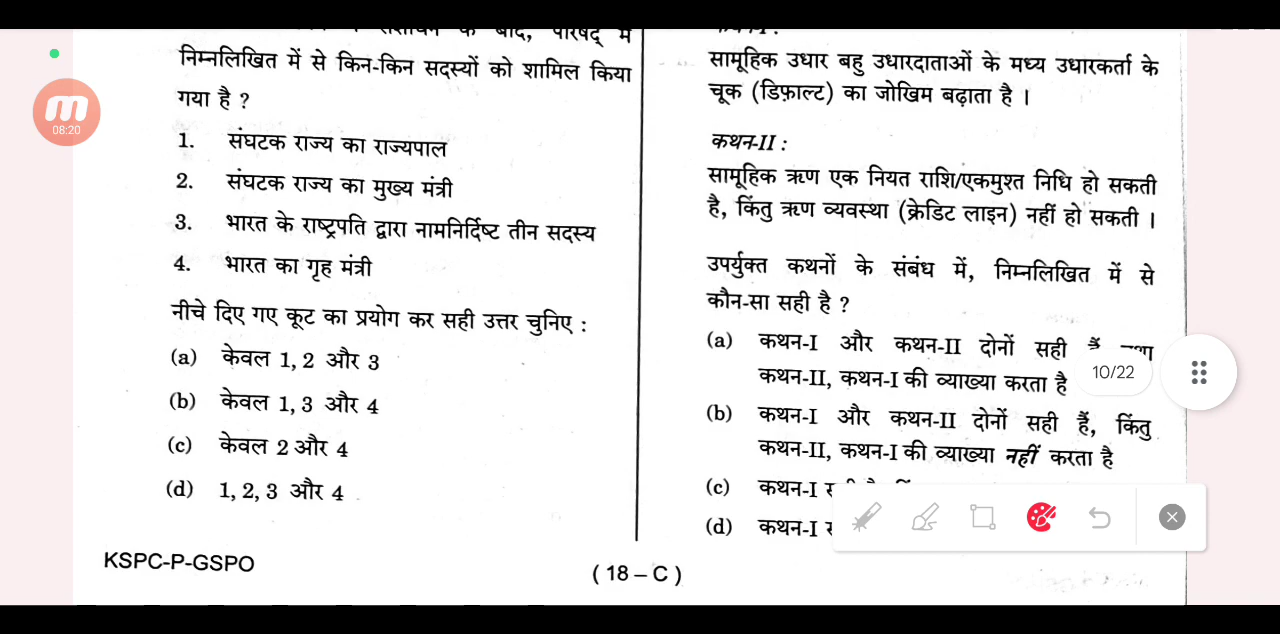 08:20
के बाद, परिषद् में
निम्नलिखित में से किन-किन सदस्यों को शामिल किया
गया है ?
1. संघटक राज्य का राज्यपाल
2. संघटक राज्य का मुख्य मंत्री
3. भारत के राष्ट्रपति द्वारा नामनिर्दिष्ट तीन सदस्य
4. भारत का गृह मंत्री
नीचे दिए गए कूट का प्रयोग कर सही उत्तर चुनिए :
(a) केवल 1, 2 और 3
(b) केवल 1, 3 और 4
(c) केवल 2 और 4
(d) 1, 2, 3 और 4
KSPC-P-GSPO
सामूहिक उधार बहु उधारदाताओं के मध्य उधारकर्ता के
चूक (डिफ़ाल्ट) का जोखिम बढ़ाता है ।
कथन-II :
सामूहिक ऋण एक नियत राशि/एकमुश्त निधि हो सकती
है, किंतु ऋण व्यवस्था (क्रेडिट लाइन) नहीं हो सकती ।
उपर्युक्त कथनों के संबंध में, निम्नलिखित में से
कौन-सा सही है ?
(a) कथन-I और कथन-II दोनों सही हैं
कथन-II, कथन-I की व्याख्या करता है
10/22
(b) कथन-I और कथन-II दोनों सही हैं, किंतु
कथन-II, कथन-I की व्याख्या नहीं करता है
(c) कथन-I
(d) कथन-I
( 18 – C )